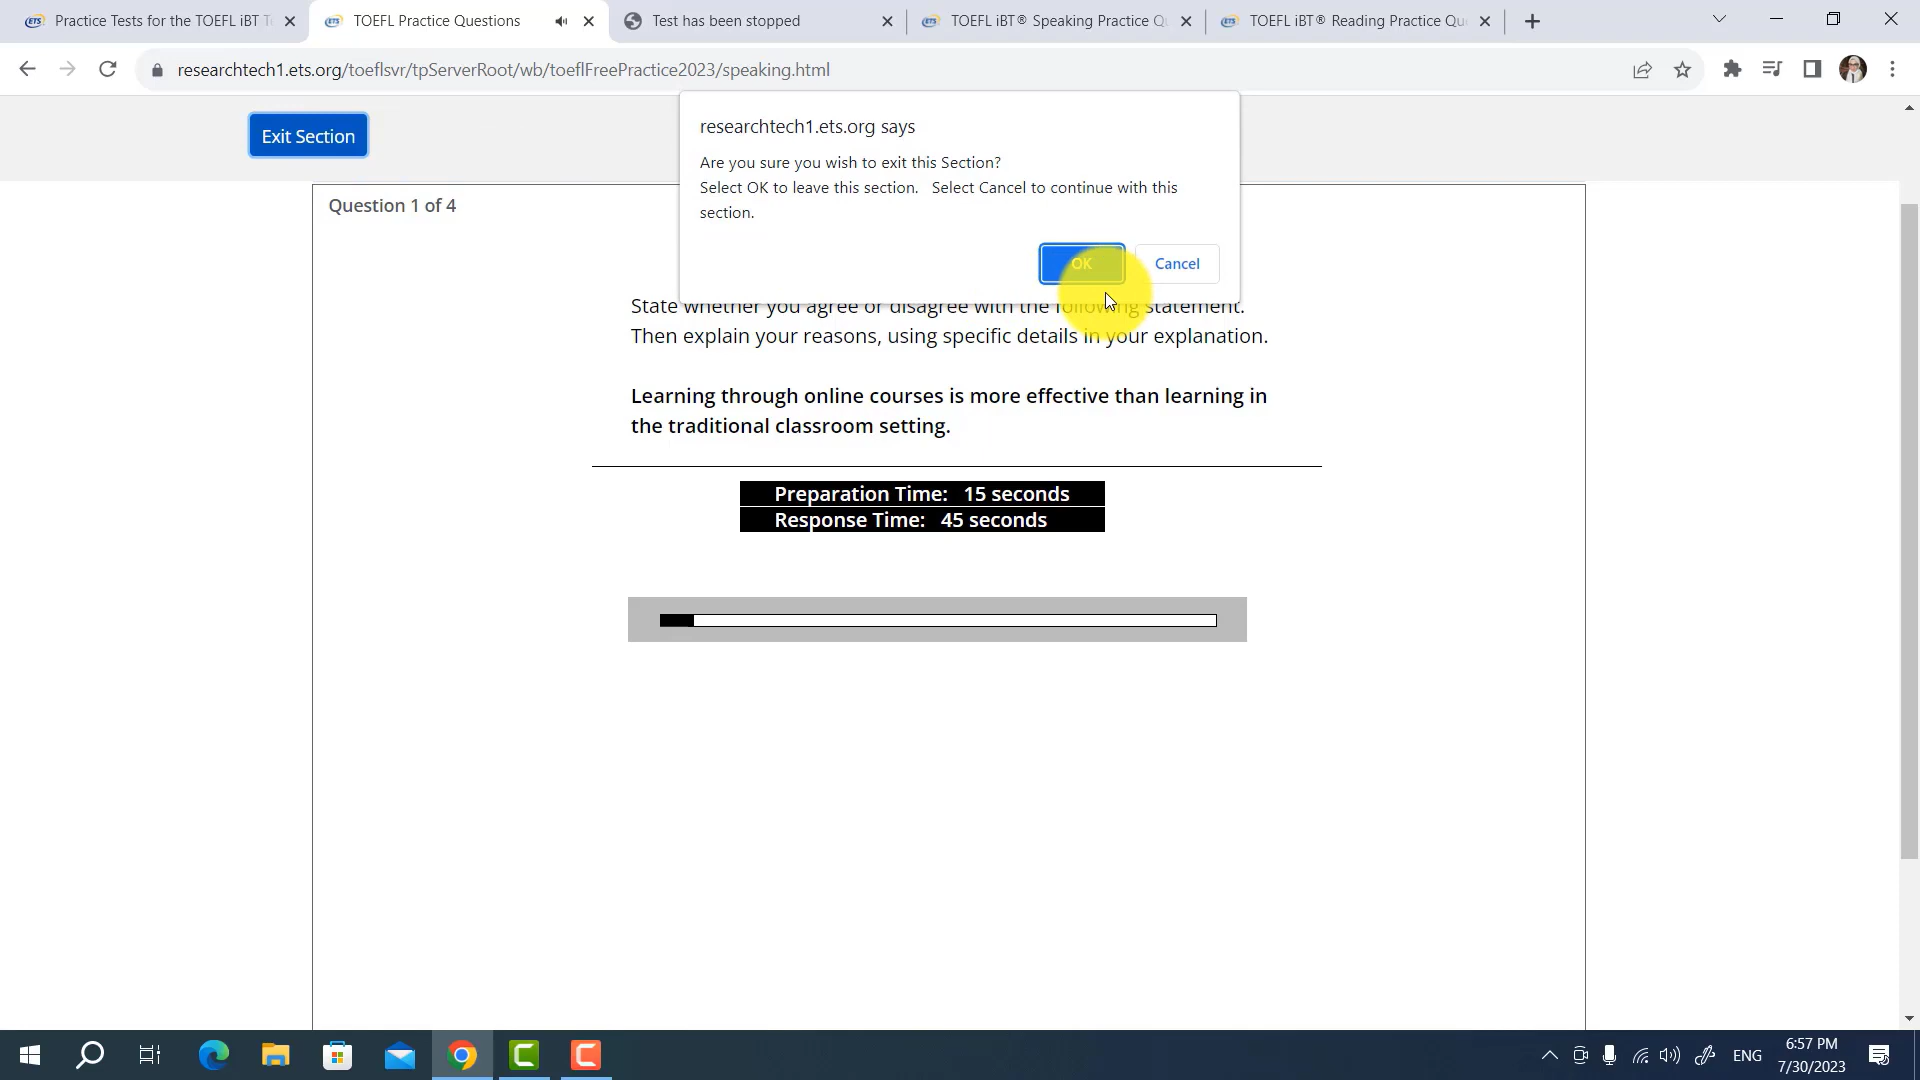 Practice Tests for the TOEFL iBT T
TOEFL Practice Questions
Test has been stopped
TOEFL iBT® Speaking Practice Q
TOEFL iBT® Reading Practice Qu
researchtech1.ets.org/toeflsvr/tpServerRoot/wb/toeflFreePractice2023/speaking.html
Exit Section
researchtech1.ets.org says
Are you sure you wish to exit this Section?
Select OK to leave this section. Select Cancel to continue with this
section.
OK
Cancel
Question 1 of 4
State whether you agree or disagree with the following statement.
Then explain your reasons, using specific details in your explanation.
Learning through online courses is more effective than learning in
the traditional classroom setting.
Preparation Time: 15 seconds
Response Time: 45 seconds
ENG
6:57 PM
7/30/2023